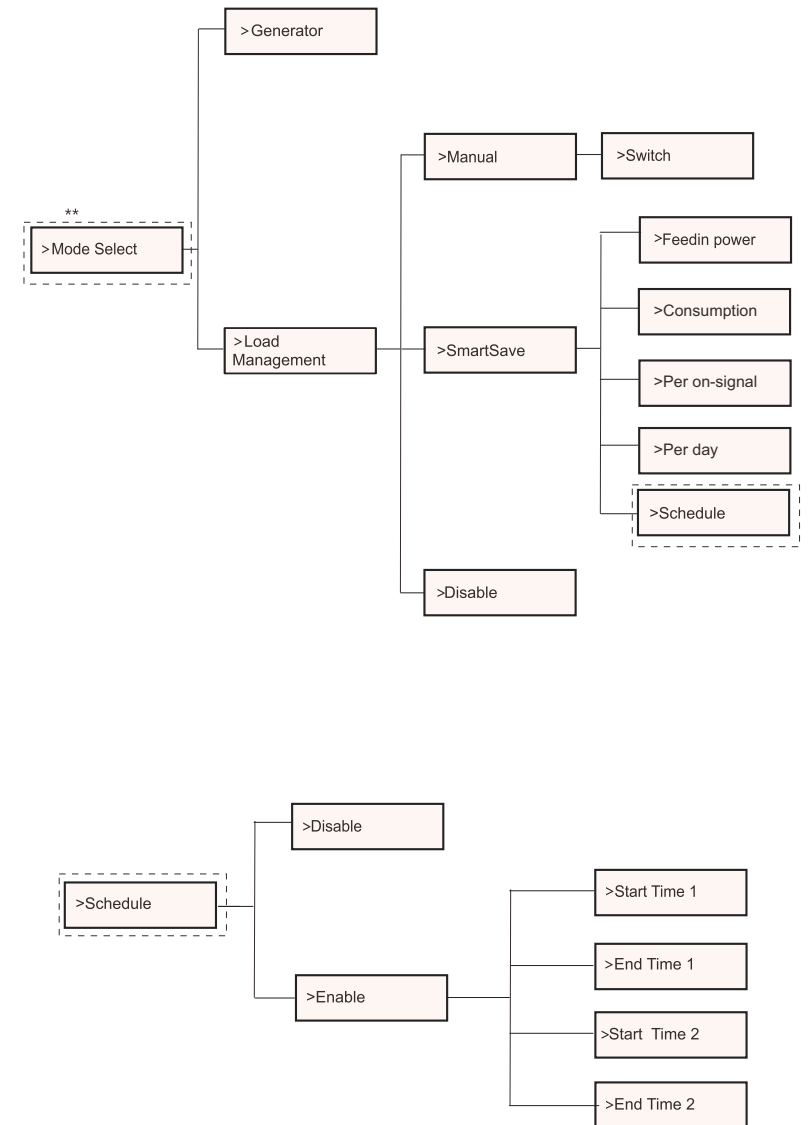 >Generator
>Manual
>Switch
**
>Mode Select
>Feedin power
>Consumption
>Load
Management
>SmartSave
>Per on-signal
>Per day
>Schedule
>Disable
>Disable
>Schedule
>Start Time 1
>End Time 1
>Enable
>Start  Time 2
>End Time 2